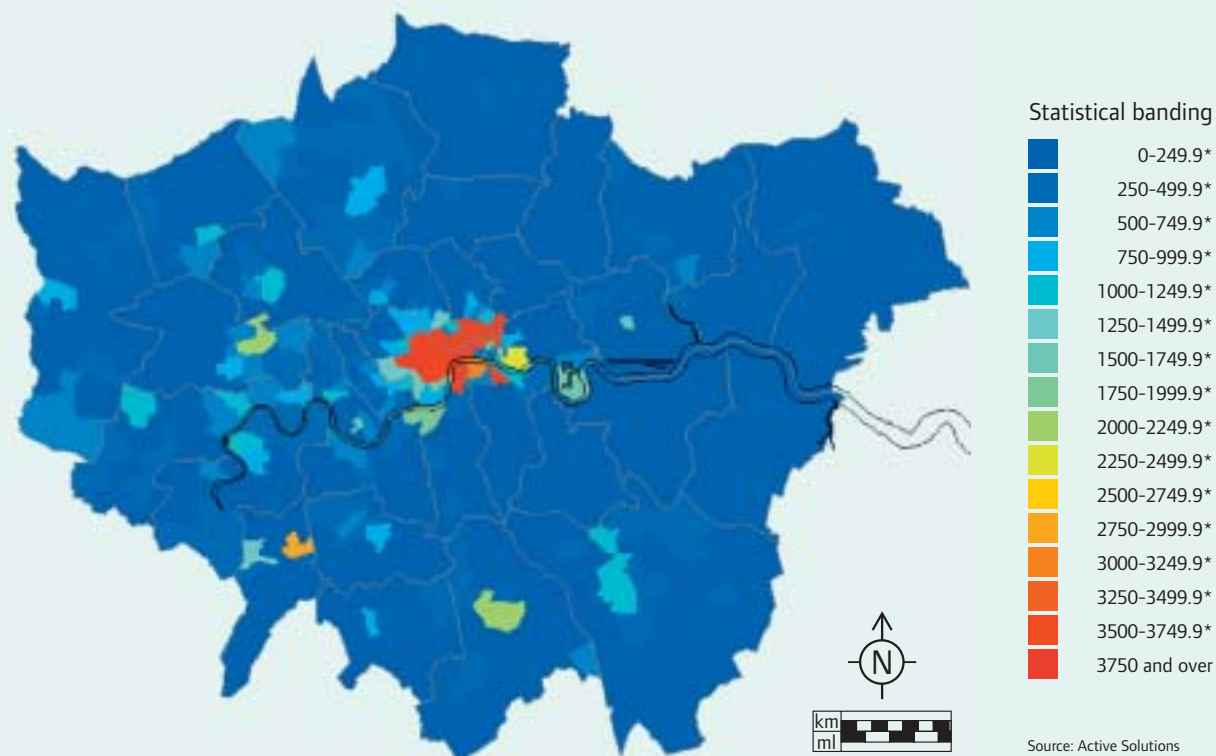 Statistical banding
0-249.9*
250-499.9*
500-749.9*
750-999.9*
1000-1249.9*
1250-1499.9*
1500-1749.9*
1750-1999.9*
2000-2249.9*
2250-2499.9*
2500-2749.9*
2750-2999.9*
3000-3249.9*
3250-3499.9*
3500-3749.9*
3750 and over
N
km
ml
Source: Active Solutions